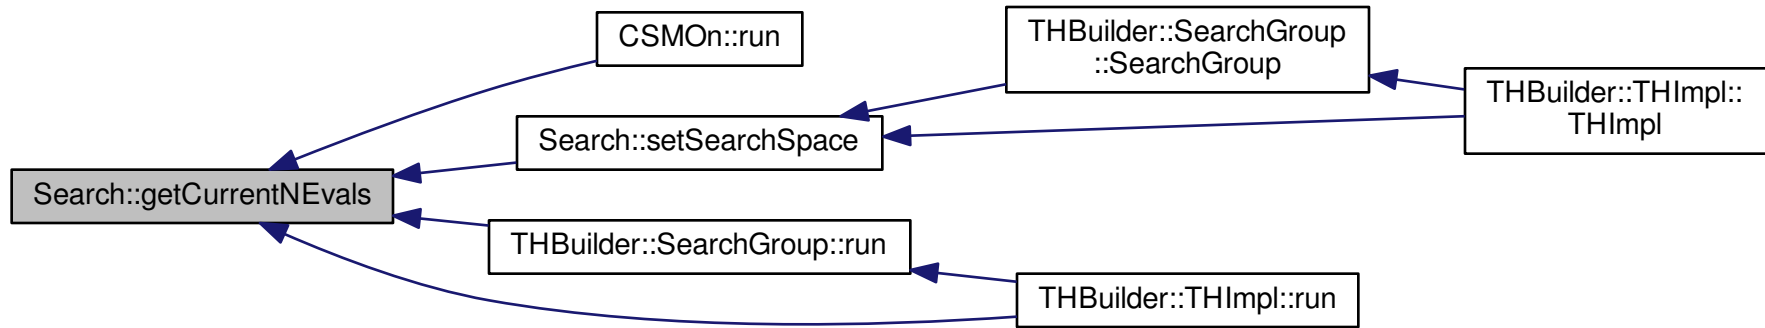 CSMOn::run
THBuilder::SearchGroup
::SearchGroup
THBuilder::THImpl::
THImpl
Search::setSearchSpace
Search::getCurrentNEvals
THBuilder::SearchGroup::run
THBuilder::THImpl::run